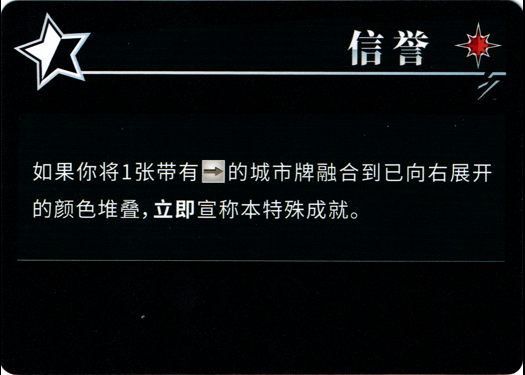 信誉
如果你将1张带有→的城市牌融合到已向右展开
的颜色堆叠，立即宣称本特殊成就。